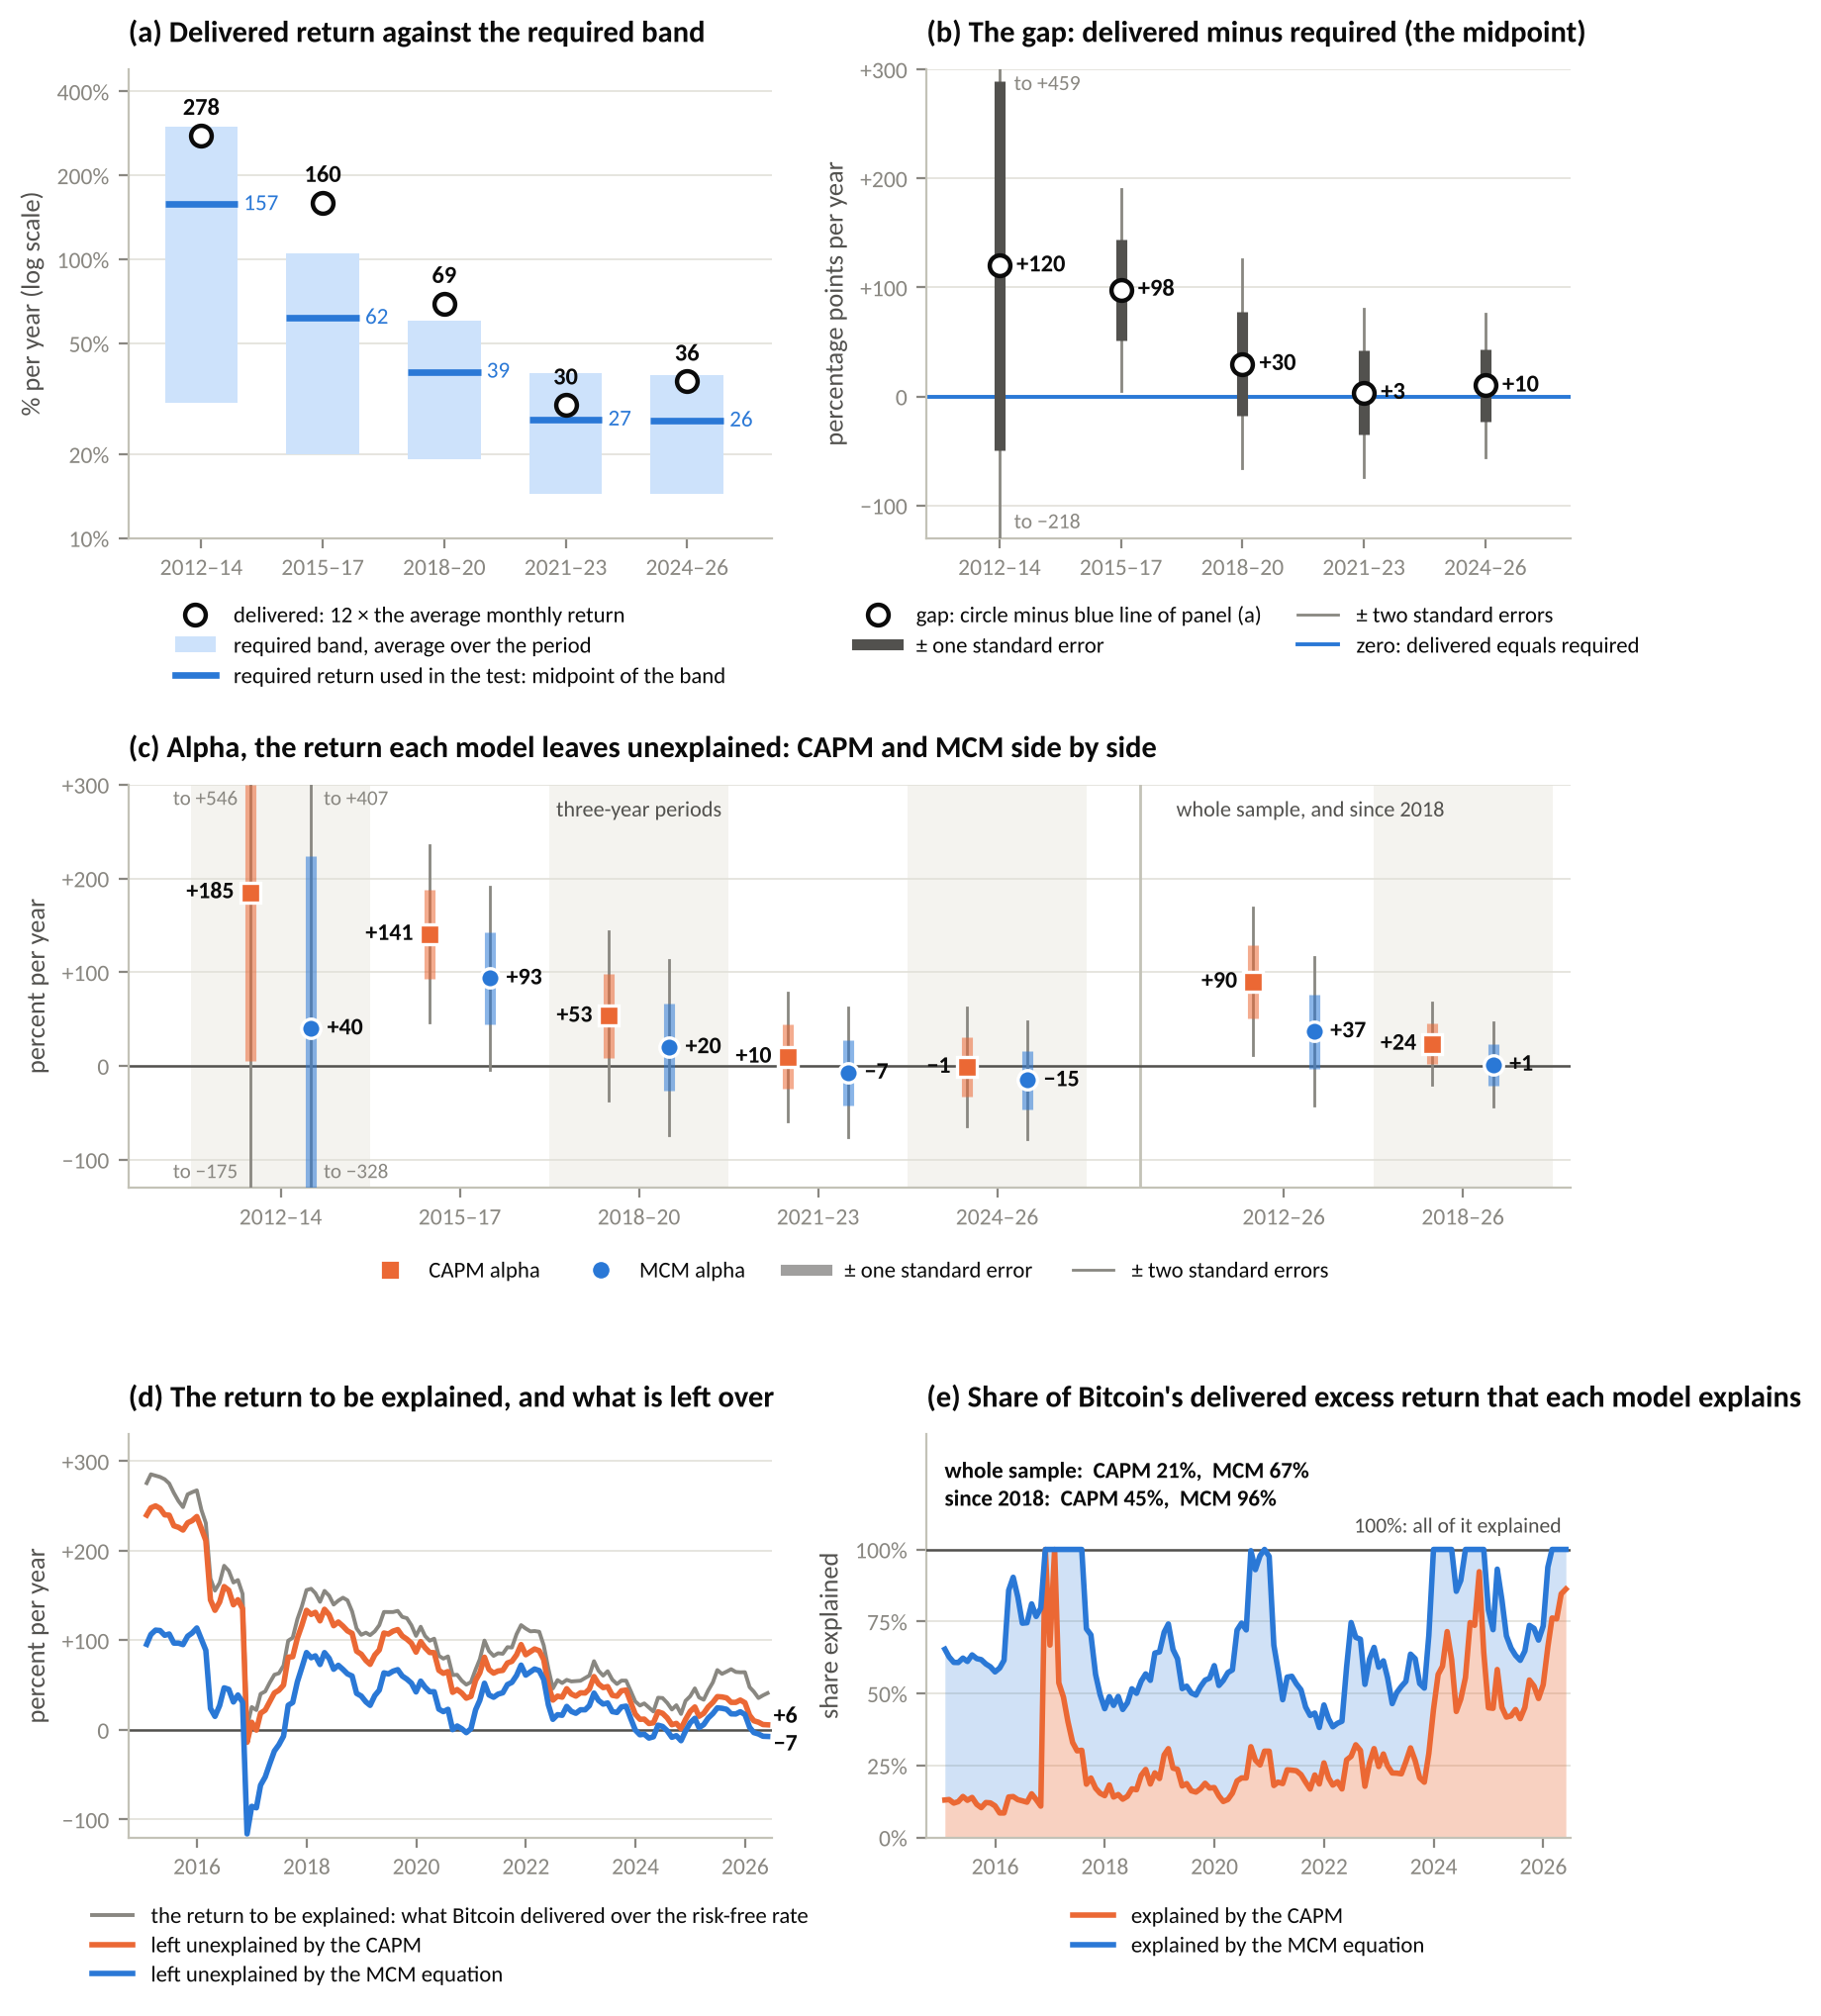 (a) Delivered return against the required band
% per year (log scale)
400%
200%
100%
50%
20%
10%
278
157
160
62
69
39
30
27
36
26
2012–14
2015–17
2018–20
2021–23
2024–26
delivered: 12 × the average monthly return
required band, average over the period
required return used in the test: midpoint of the band
(b) The gap: delivered minus required (the midpoint)
percentage points per year
+300
+200
+100
0
−100
to +459
+120
+98
+30
+3
+10
to −218
2012–14
2015–17
2018–20
2021–23
2024–26
gap: circle minus blue line of panel (a)
± one standard error
± two standard errors
zero: delivered equals required
(c) Alpha, the return each model leaves unexplained: CAPM and MCM side by side
percent per year
+300
+200
+100
0
−100
to +546
to +407
three-year periods
whole sample, and since 2018
+185
+40
+141
+93
+53
+20
+10
−7
−1
−15
+90
+37
+24
+1
to −175
to −328
2012–14
2015–17
2018–20
2021–23
2024–26
2012–26
2018–26
CAPM alpha
MCM alpha
± one standard error
± two standard errors
(d) The return to be explained, and what is left over
percent per year
+300
+200
+100
0
−100
+6
−7
2016
2018
2020
2022
2024
2026
the return to be explained: what Bitcoin delivered over the risk-free rate
left unexplained by the CAPM
left unexplained by the MCM equation
(e) Share of Bitcoin's delivered excess return that each model explains
share explained
whole sample: CAPM 21%, MCM 67%
since 2018: CAPM 45%, MCM 96%
100%: all of it explained
100%
75%
50%
25%
0%
2016
2018
2020
2022
2024
2026
explained by the CAPM
explained by the MCM equation